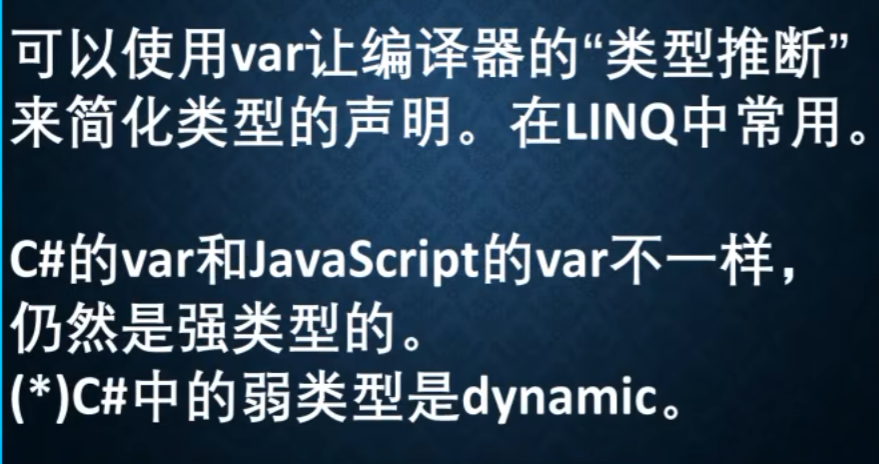 可以使用var让编译器的“类型推断”
来简化类型的声明。在LINQ中常用。
C#的var和JavaScript的var不一样，
仍然是强类型的。
(*)C#中的弱类型是dynamic。